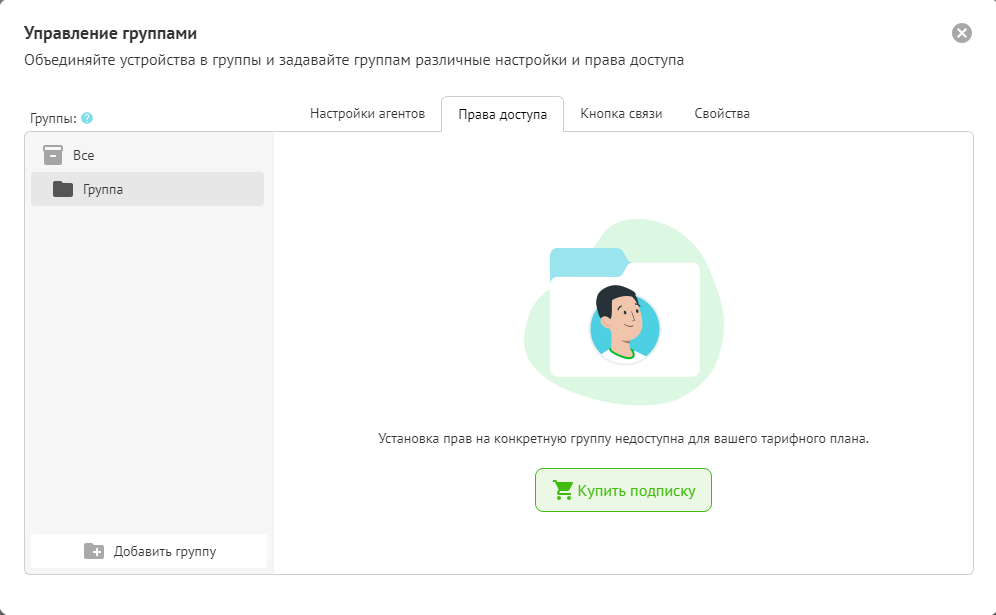 Управление группами
Объединяйте устройства в группы и задавайте группам различные настройки и права доступа
Группы: ?
Настройки агентов
Права доступа
Кнопка связи
Свойства
Все
Группа
Установка прав на конкретную группу недоступна для вашего тарифного плана.
Купить подписку
Добавить группу